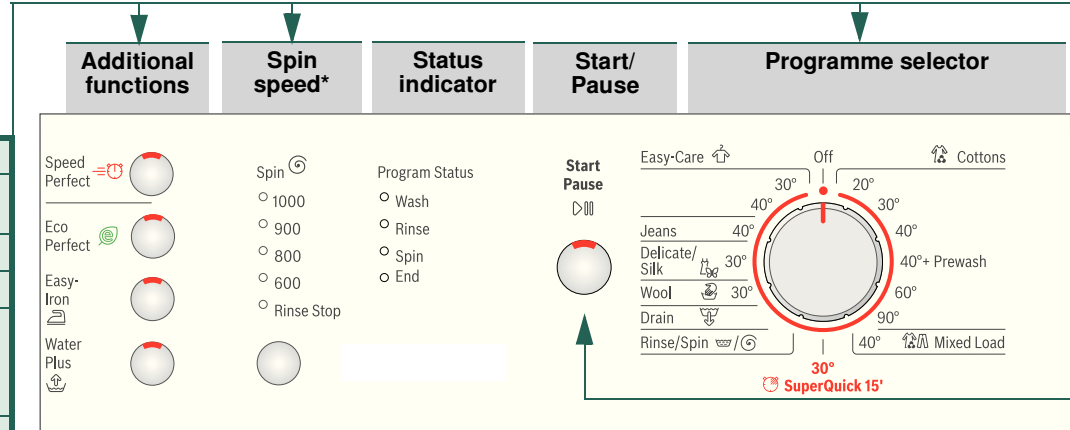 Additional
functions
Spin
speed*
Status
indicator
Start/
Pause
Programme selector
Speed
Perfect
Eco
Perfect
Easy-
Iron
Water
Plus
Spin
1000
900
800
600
Rinse Stop
Program Status
Wash
Rinse
Spin
End
Start
Pause
Easy-Care
Off
Cottons
30°
20°
40°
30°
Jeans 40°
40°
Delicate/
Silk 30°
40°+ Prewash
Wool 30°
60°
Drain
90°
Rinse/Spin /
40° Mixed Load
30°
SuperQuick 15'